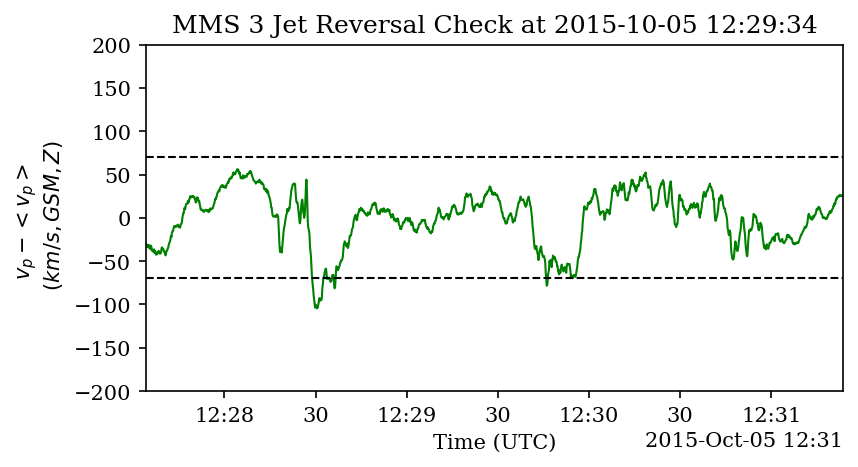 MMS 3 Jet Reversal Check at 2015-10-05 12:29:34
200
150
100
50
0
−50
−100
−150
−200
v_p − < v_p >
(km/s, GSM, Z)
12:28 30 12:29 30 12:30 30 12:31
Time (UTC)
2015-Oct-05 12:31